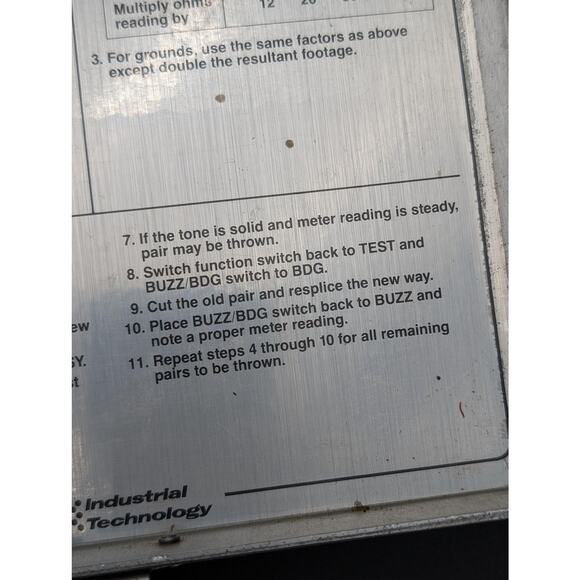 Multiply ohms
reading by
12
3. For grounds, use the same factors as above
except double the resultant footage.
7. If the tone is solid and meter reading is steady,
pair may be thrown.
8. Switch function switch back to TEST and
BUZZ/BDG switch to BDG.
9. Cut the old pair and resplice the new way.
10. Place BUZZ/BDG switch back to BUZZ and
note a proper meter reading.
11. Repeat steps 4 through 10 for all remaining
pairs to be thrown.
Industrial
Technology